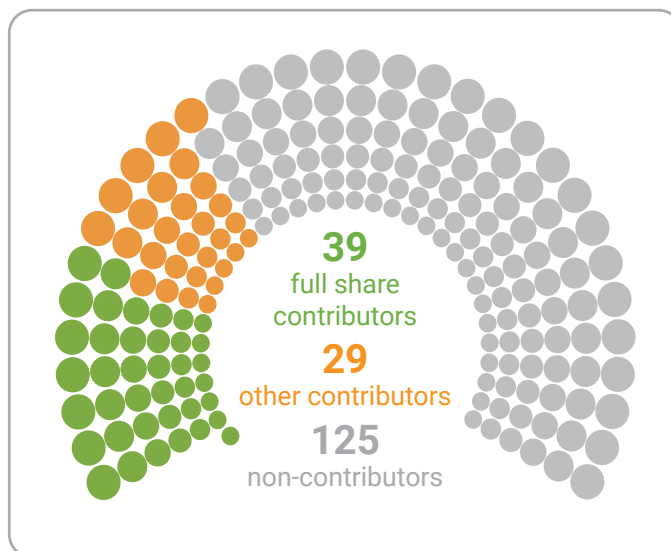 39
full share
contributors
29
other contributors
125
non-contributors